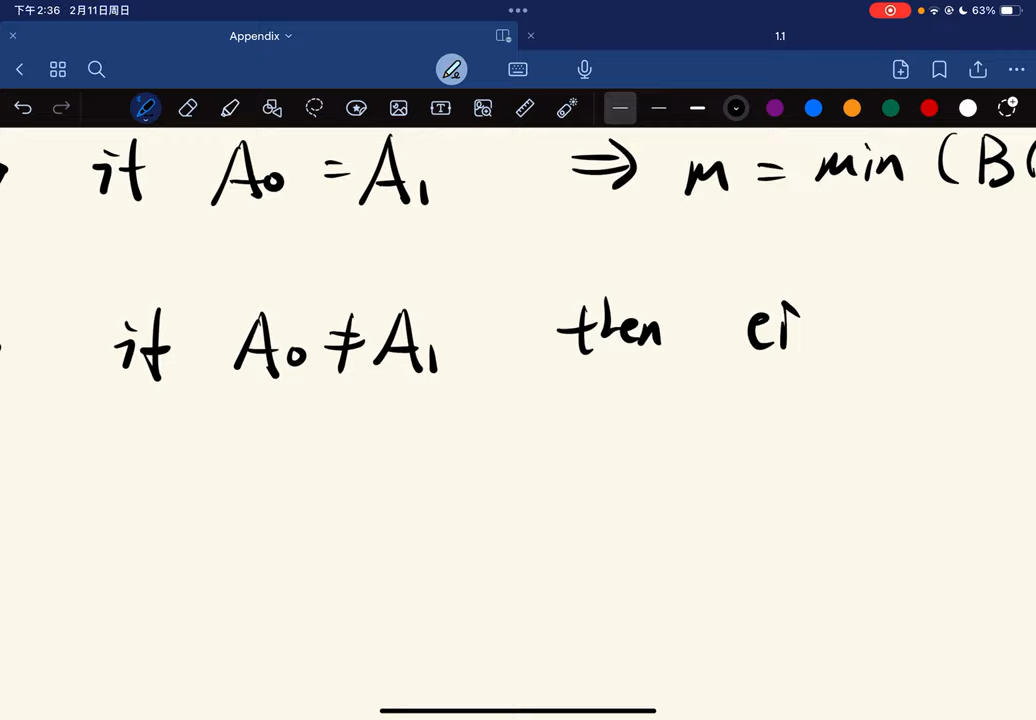 下午2:36 2月11日周日 63%
Appendix 1.1
if A₀ = A₁ ⇒ m = min (B(
if A₀ ≠ A₁ then ei